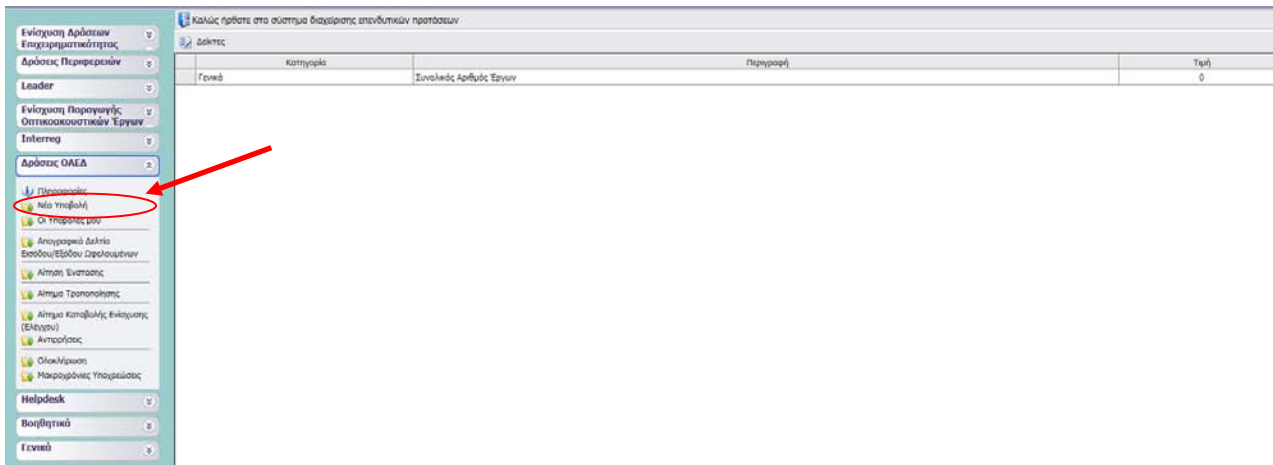 Καλώς ήρθατε στο σύστημα διαχείρισης επενδυτικών προτάσεων
Δείκτες
Κατηγορία Περιγραφή Τιμή
Γενικά Συνολικός Αριθμός Έργων 0
Ενίσχυση Δράσεων
Επιχειρηματικότητας
Δράσεις Περιφερειών
Leader
Ενίσχυση Παραγωγής
Οπτικοακουστικών Έργων
Interreg
Δράσεις ΟΑΕΔ
Πληροφορίες
Νέα Υποβολή
Οι Υποβολές μου
Απογραφικά Δελτία
Εισόδου/Εξόδου Ωφελουμένων
Αίτηση Ένστασης
Αίτημα Τροποποίησης
Αίτημα Καταβολής Ενίσχυσης
(Ελέγχου)
Αντιρρήσεις
Ολοκλήρωση
Μακροχρόνιες Υποχρεώσεις
Helpdesk
Βοηθητικά
Γενικά